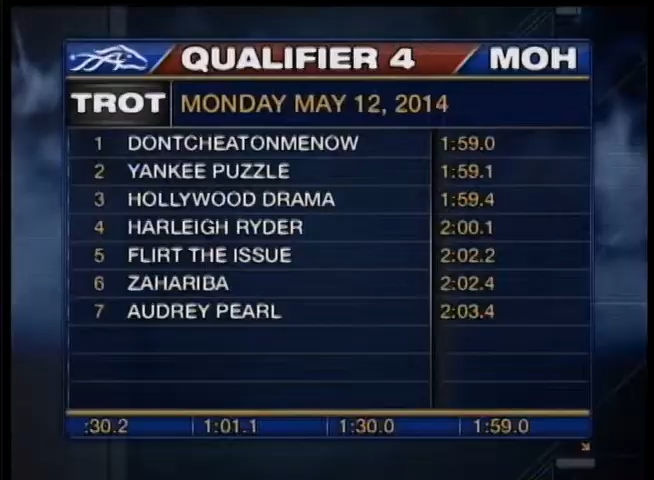 QUALIFIER 4 MOH
TROT MONDAY MAY 12, 2014
1 DONTCHEATONMENOW 1:59.0
2 YANKEE PUZZLE 1:59.1
3 HOLLYWOOD DRAMA 1:59.4
4 HARLEIGH RYDER 2:00.1
5 FLIRT THE ISSUE 2:02.2
6 ZAHARIBA 2:02.4
7 AUDREY PEARL 2:03.4
:30.2 1:01.1 1:30.0 1:59.0